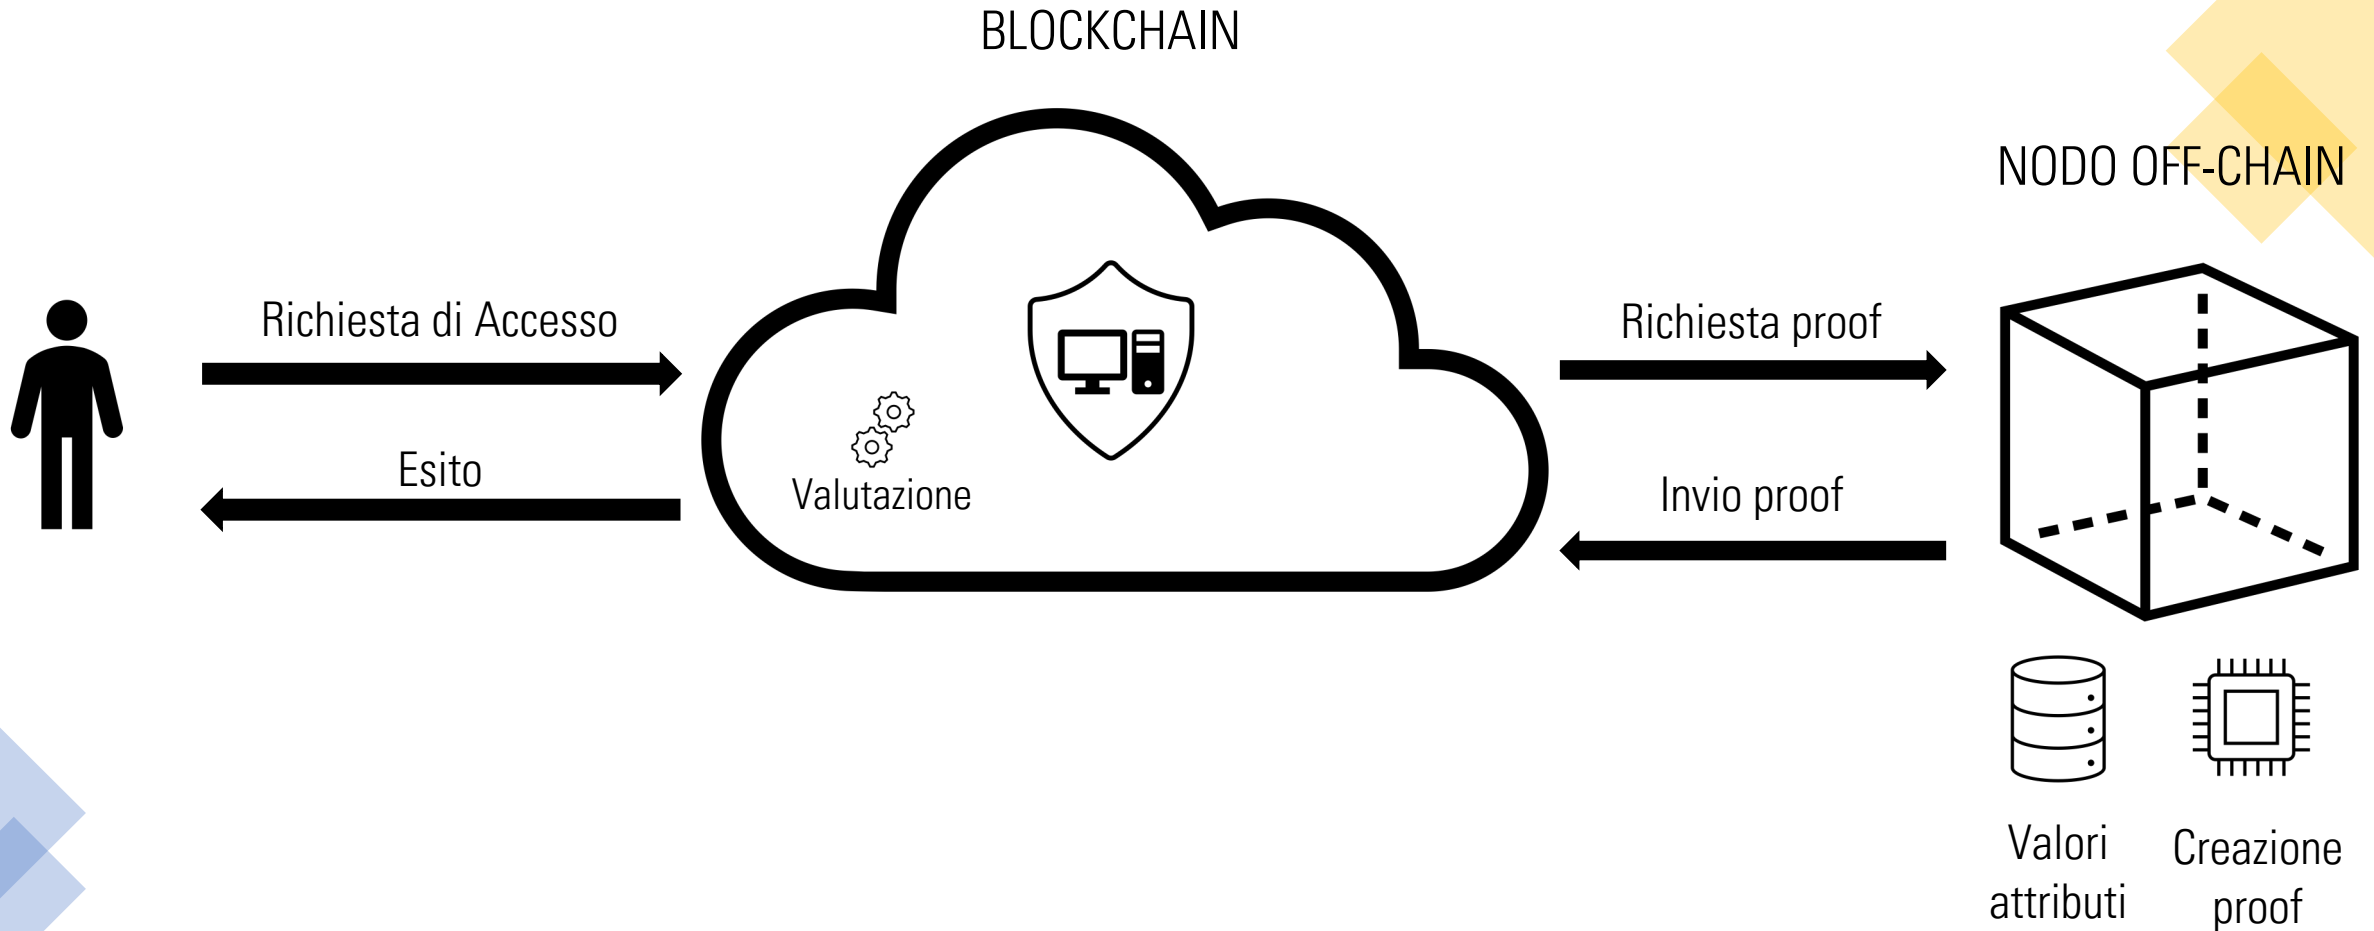 BLOCKCHAIN
NODO OFF-CHAIN
Richiesta di Accesso
Esito
Valutazione
Richiesta proof
Invio proof
Valori
attributi
Creazione
proof